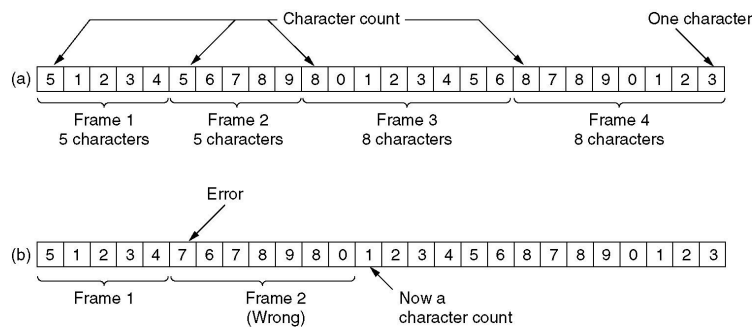 Character count
One character
(a) 5 1 2 3 4 5 6 7 8 9 8 0 1 2 3 4 5 6 8 7 8 9 0 1 2 3
Frame 1
5 characters
Frame 2
5 characters
Frame 3
8 characters
Frame 4
8 characters
Error
(b) 5 1 2 3 4 7 6 7 8 9 8 0 1 2 3 4 5 6 8 7 8 9 0 1 2 3
Frame 1
Frame 2
(Wrong)
Now a
character count